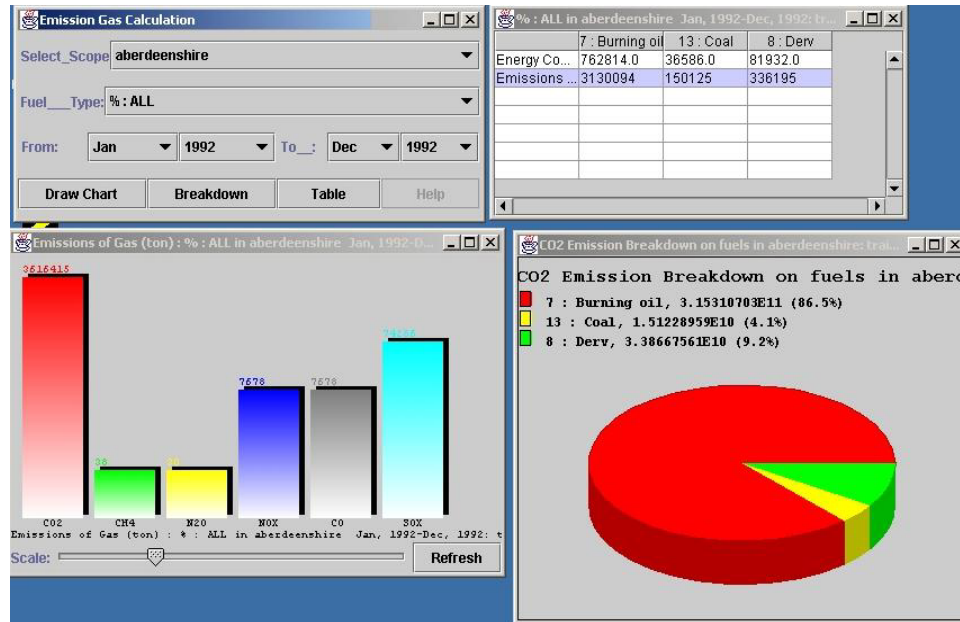 Emission Gas Calculation
Select_Scope aberdeenshire
Fuel___Type: % : ALL
From: Jan 1992 To__: Dec 1992
Draw Chart Breakdown Table Help
% : ALL in aberdeenshire Jan, 1992-Dec, 1992: tr...
7 : Burning oil 13 : Coal 8 : Derv
Energy Co... 762814.0 36586.0 81932.0
Emissions ... 3130094 150125 336195
Emissions of Gas (ton) : % : ALL in aberdeenshire Jan, 1992-D...
3616415
38
7678
7678
CO2 CH4 N2O NOX CO SOX
Emissions of Gas (ton) : % : ALL in aberdeenshire Jan, 1992-Dec, 1992: t
Scale: Refresh
CO2 Emission Breakdown on fuels in aberdeenshire: trai...
CO2 Emission Breakdown on fuels in aberd
7 : Burning oil, 3.15310703E11 (86.5%)
13 : Coal, 1.51228959E10 (4.1%)
8 : Derv, 3.38667561E10 (9.2%)